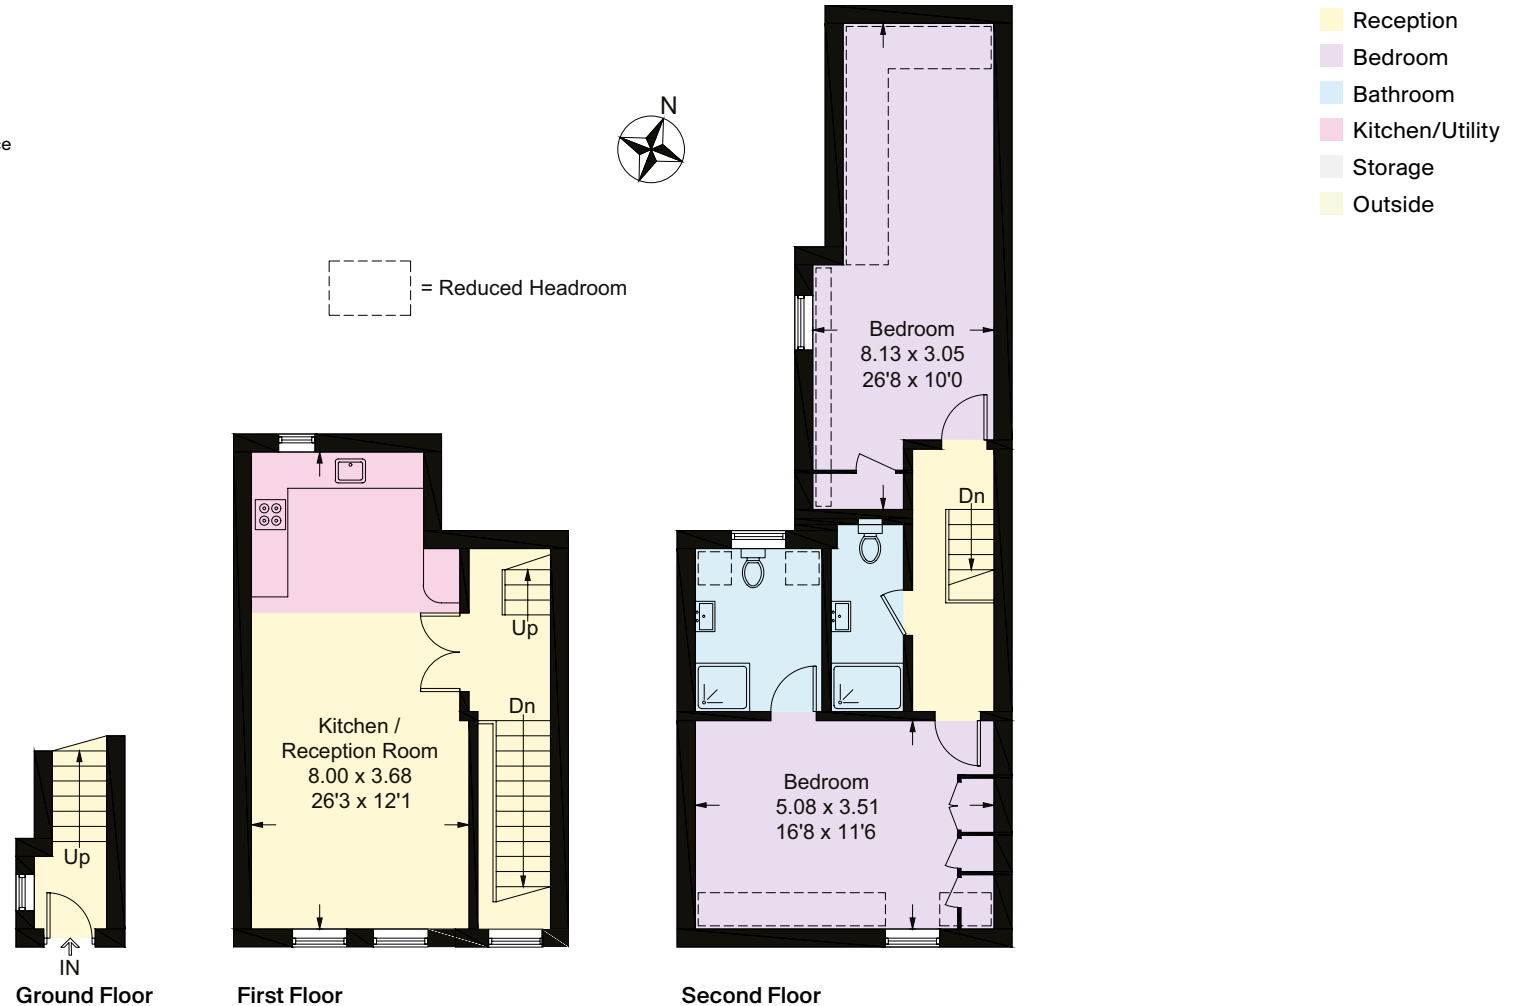 Reception
Bedroom
Bathroom
Kitchen/Utility
Storage
Outside
N
= Reduced Headroom
Bedroom
8.13 x 3.05
26'8 x 10'0
Dn
Up
Dn
Kitchen /
Reception Room
8.00 x 3.68
26'3 x 12'1
Bedroom
5.08 x 3.51
16'8 x 11'6
Up
IN
Ground Floor
First Floor
Second Floor